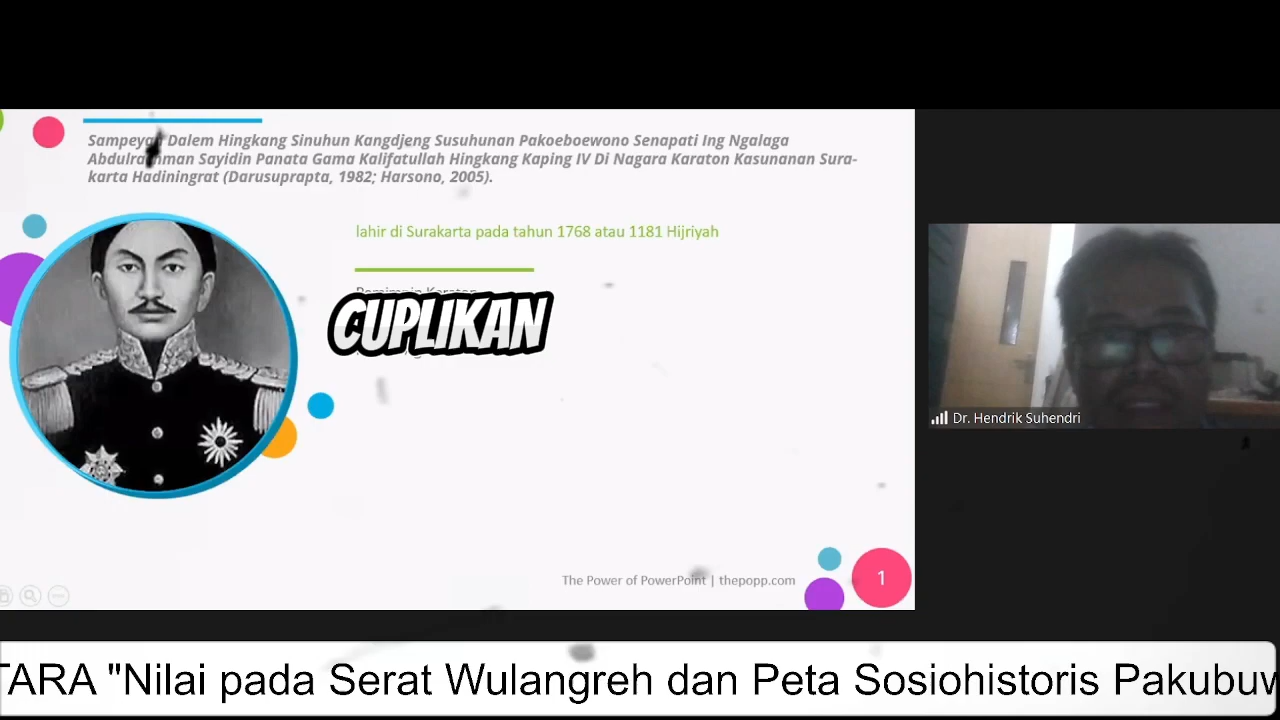 Sampeyan Dalem Hingkang Sinuhun Kangdjeng Susuhunan Pakoeboewono Senapati Ing Ngalaga
Abdulrahman Sayidin Panata Gama Kalifatullah Hingkang Kaping IV Di Nagara Karaton Kasunanan Sura-
karta Hadiningrat (Darusuprapta, 1982; Harsono, 2005).
lahir di Surakarta pada tahun 1768 atau 1181 Hijriyah
CUPLIKAN
Dr. Hendrik Suhendri
The Power of PowerPoint | thepopp.com
1
TARA "Nilai pada Serat Wulangreh dan Peta Sosiohistoris Pakubuw